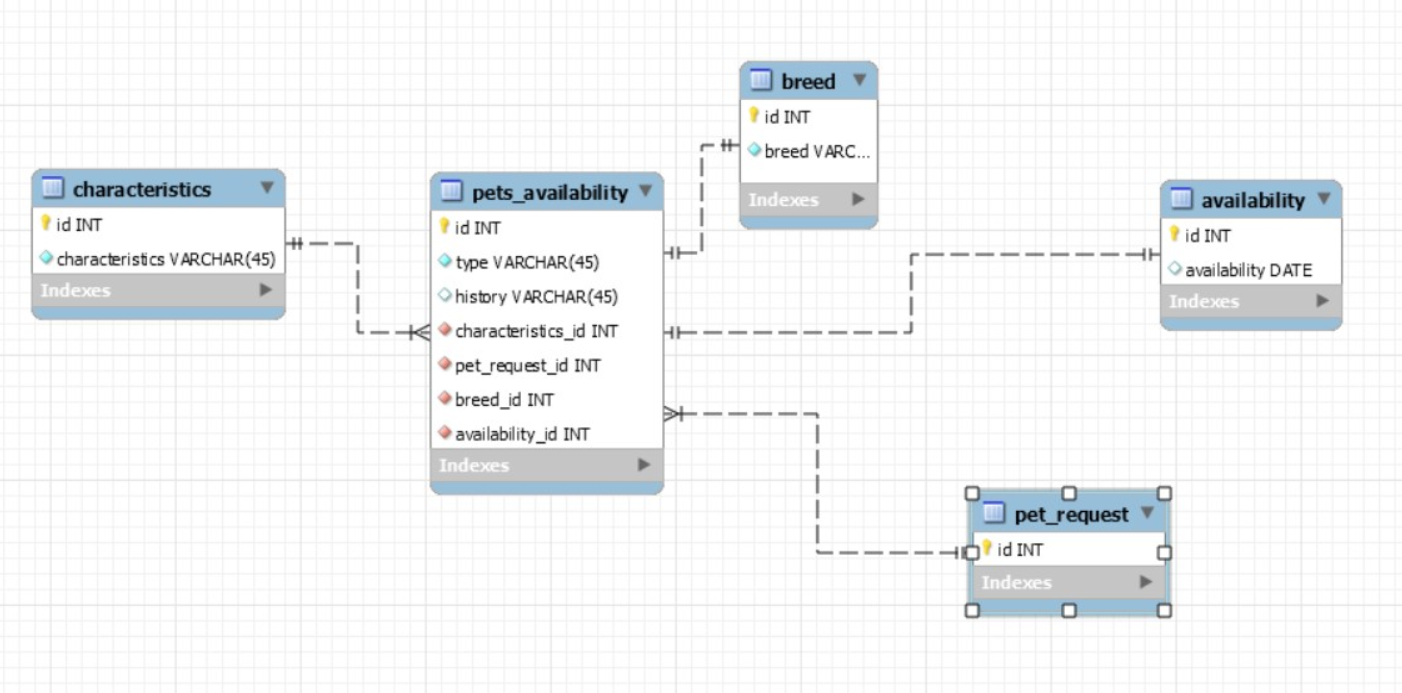 breed
id INT
breed VARC...
Indexes
characteristics
id INT
characteristics VARCHAR(45)
Indexes
pets_availability
id INT
type VARCHAR(45)
history VARCHAR(45)
characteristics_id INT
pet_request_id INT
breed_id INT
availability_id INT
Indexes
availability
id INT
availability DATE
Indexes
pet_request
id INT
Indexes